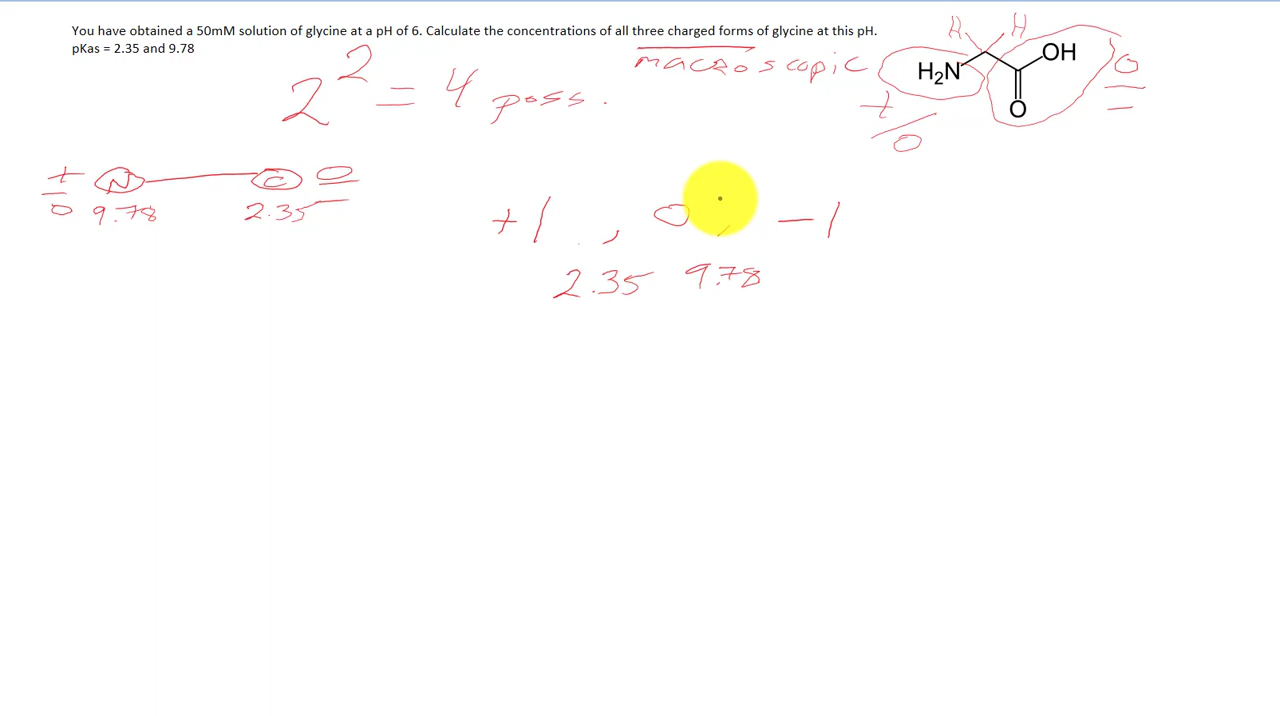 You have obtained a 50mM solution of glycine at a pH of 6. Calculate the concentrations of all three charged forms of glycine at this pH.
pKas = 2.35 and 9.78
macroscopic
H H
H2N OH
O
+
0
0
-
2^2 = 4 poss.
+ N C 0
0 9.78 2.35 -
+1 , 0 , -1
2.35 9.78